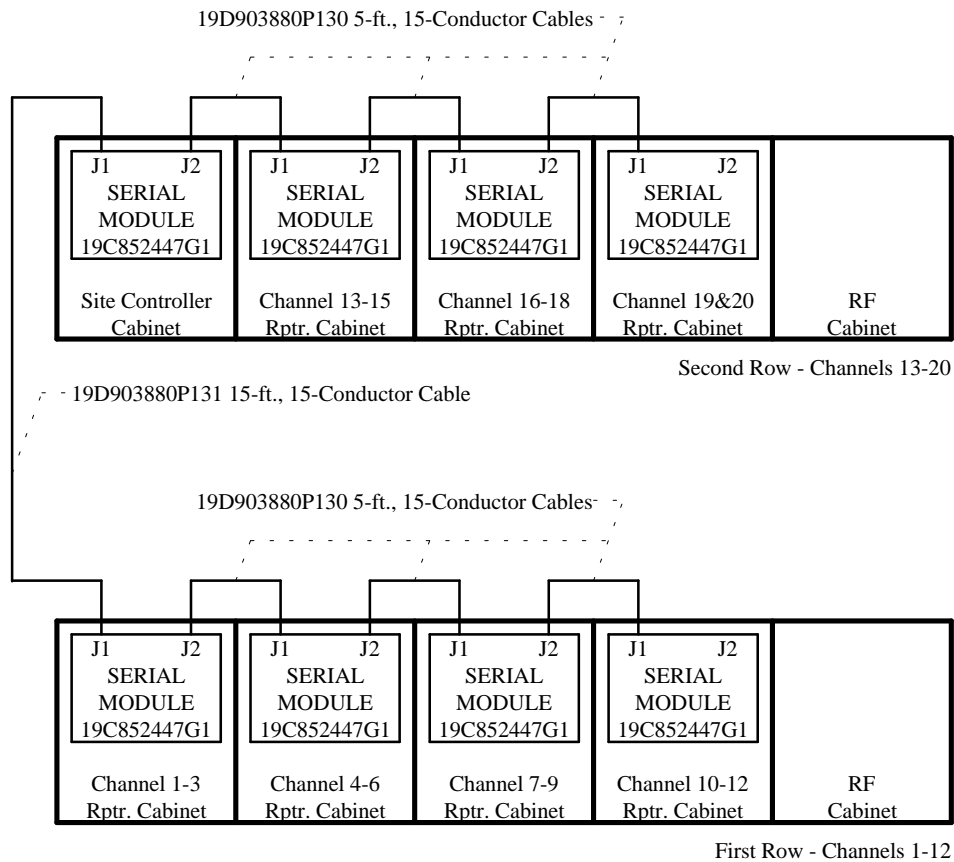 19D903880P130 5-ft., 15-Conductor Cables
J1 J2 J1 J2 J1 J2 J1 J2
SERIAL SERIAL SERIAL SERIAL
MODULE MODULE MODULE MODULE
19C852447G1 19C852447G1 19C852447G1 19C852447G1
Site Controller Channel 13-15 Channel 16-18 Channel 19&20 RF
Cabinet Rptr. Cabinet Rptr. Cabinet Rptr. Cabinet Cabinet
Second Row - Channels 13-20
19D903880P131 15-ft., 15-Conductor Cable
19D903880P130 5-ft., 15-Conductor Cables
J1 J2 J1 J2 J1 J2 J1 J2
SERIAL SERIAL SERIAL SERIAL
MODULE MODULE MODULE MODULE
19C852447G1 19C852447G1 19C852447G1 19C852447G1
Channel 1-3 Channel 4-6 Channel 7-9 Channel 10-12 RF
Rptr. Cabinet Rptr. Cabinet Rptr. Cabinet Rptr. Cabinet Cabinet
First Row - Channels 1-12